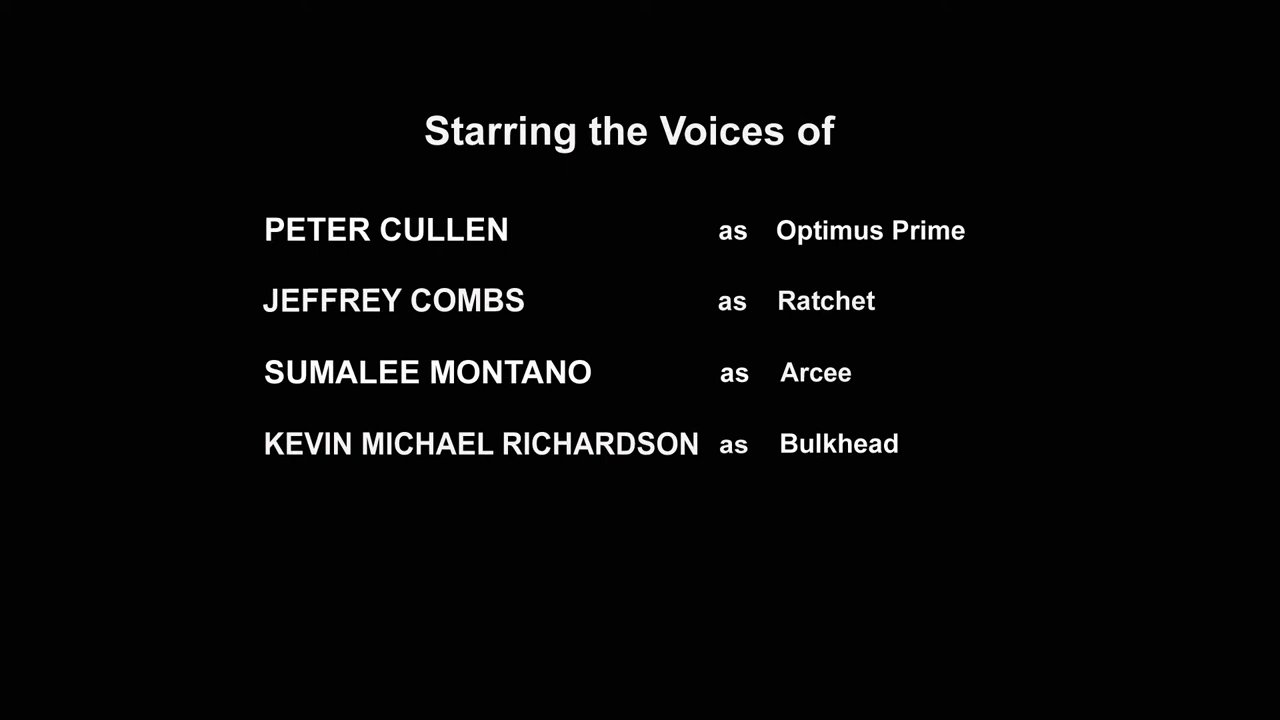 Starring the Voices of
PETER CULLEN as Optimus Prime
JEFFREY COMBS as Ratchet
SUMALEE MONTANO as Arcee
KEVIN MICHAEL RICHARDSON as Bulkhead